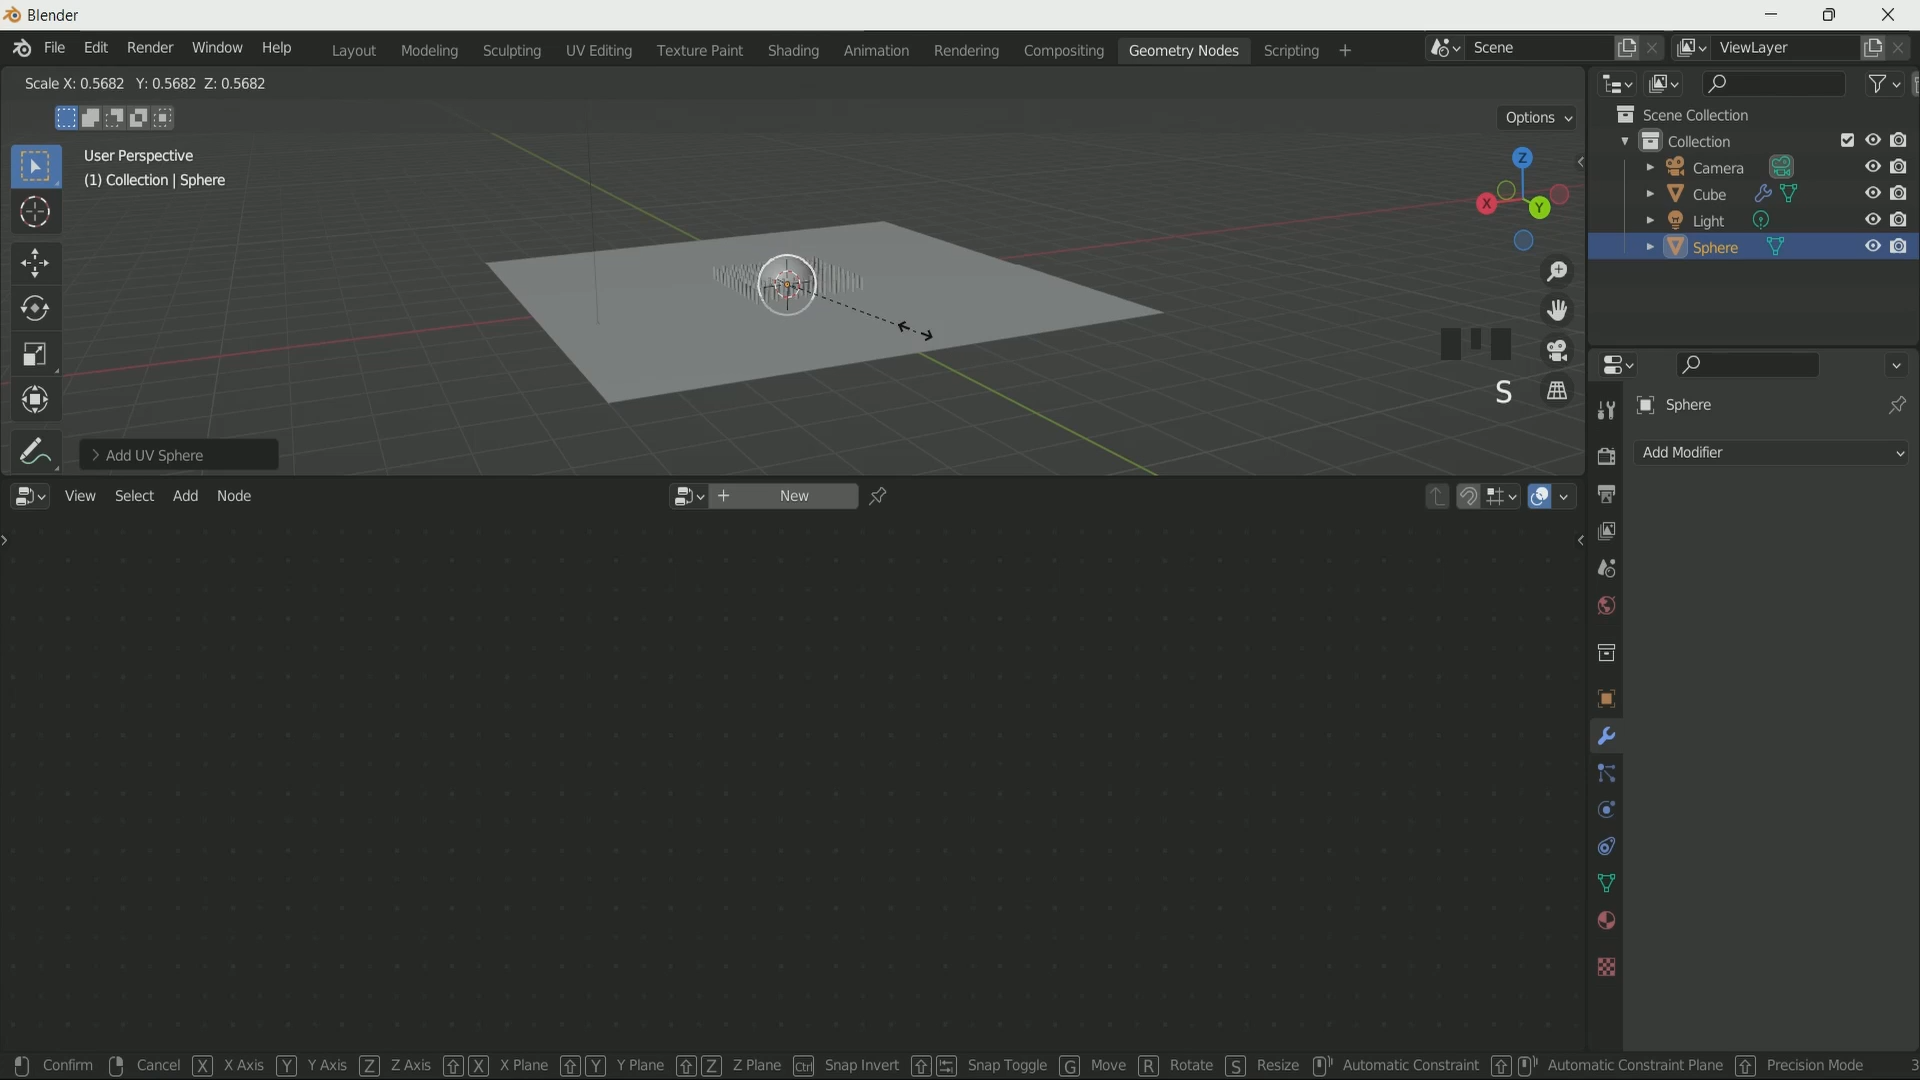 Blender
File Edit Render Window Help Layout Modeling Sculpting UV Editing Texture Paint Shading Animation Rendering Compositing Geometry Nodes Scripting + Scene ViewLayer
Scale X: 0.5682 Y: 0.5682 Z: 0.5682
Options
User Perspective
(1) Collection | Sphere
Z
X
Y
S
Add UV Sphere
Scene Collection
Collection
Camera
Cube
Light
Sphere
Sphere
Add Modifier
View Select Add Node New
Confirm Cancel X X Axis Y Y Axis Z Z Axis X X Plane Y Y Plane Z Z Plane Ctrl Snap Invert Snap Toggle G Move R Rotate S Resize Automatic Constraint Automatic Constraint Plane Precision Mode 3